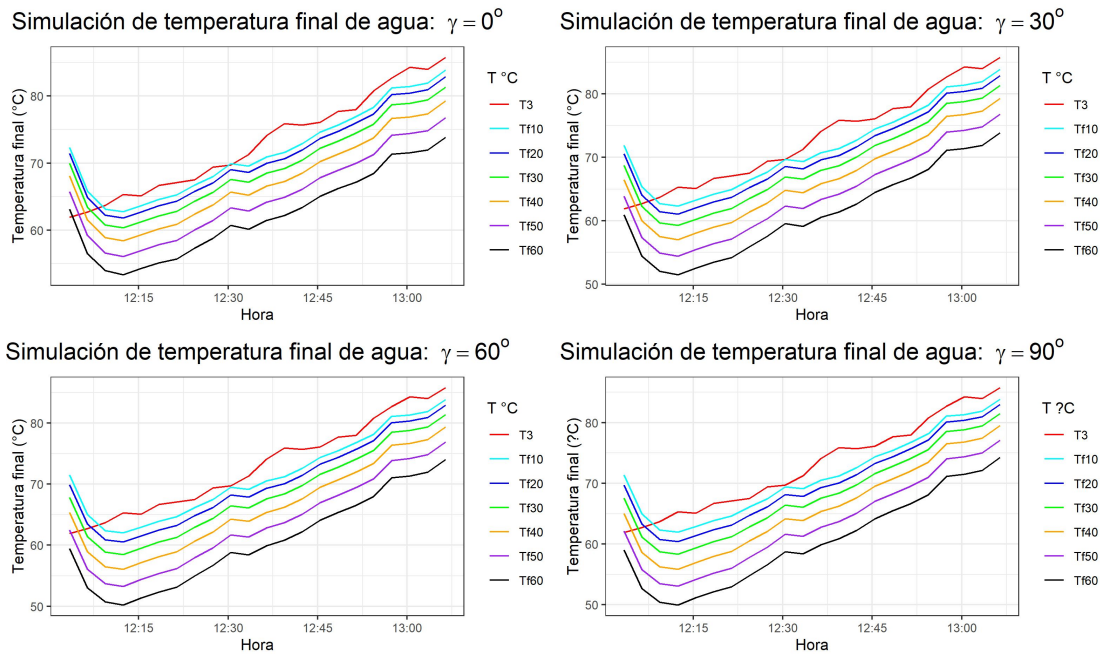 Simulación de temperatura final de agua: γ = 0°
Temperatura final (°C)
80
70
60
12:15
12:30
12:45
13:00
Hora
T °C
T3
Tf10
Tf20
Tf30
Tf40
Tf50
Tf60
Simulación de temperatura final de agua: γ = 30°
Temperatura final (°C)
80
70
60
50
12:15
12:30
12:45
13:00
Hora
T °C
T3
Tf10
Tf20
Tf30
Tf40
Tf50
Tf60
Simulación de temperatura final de agua: γ = 60°
Temperatura final (°C)
80
70
60
50
12:15
12:30
12:45
13:00
Hora
T °C
T3
Tf10
Tf20
Tf30
Tf40
Tf50
Tf60
Simulación de temperatura final de agua: γ = 90°
Temperatura final (?C)
80
70
60
50
12:15
12:30
12:45
13:00
Hora
T ?C
T3
Tf10
Tf20
Tf30
Tf40
Tf50
Tf60